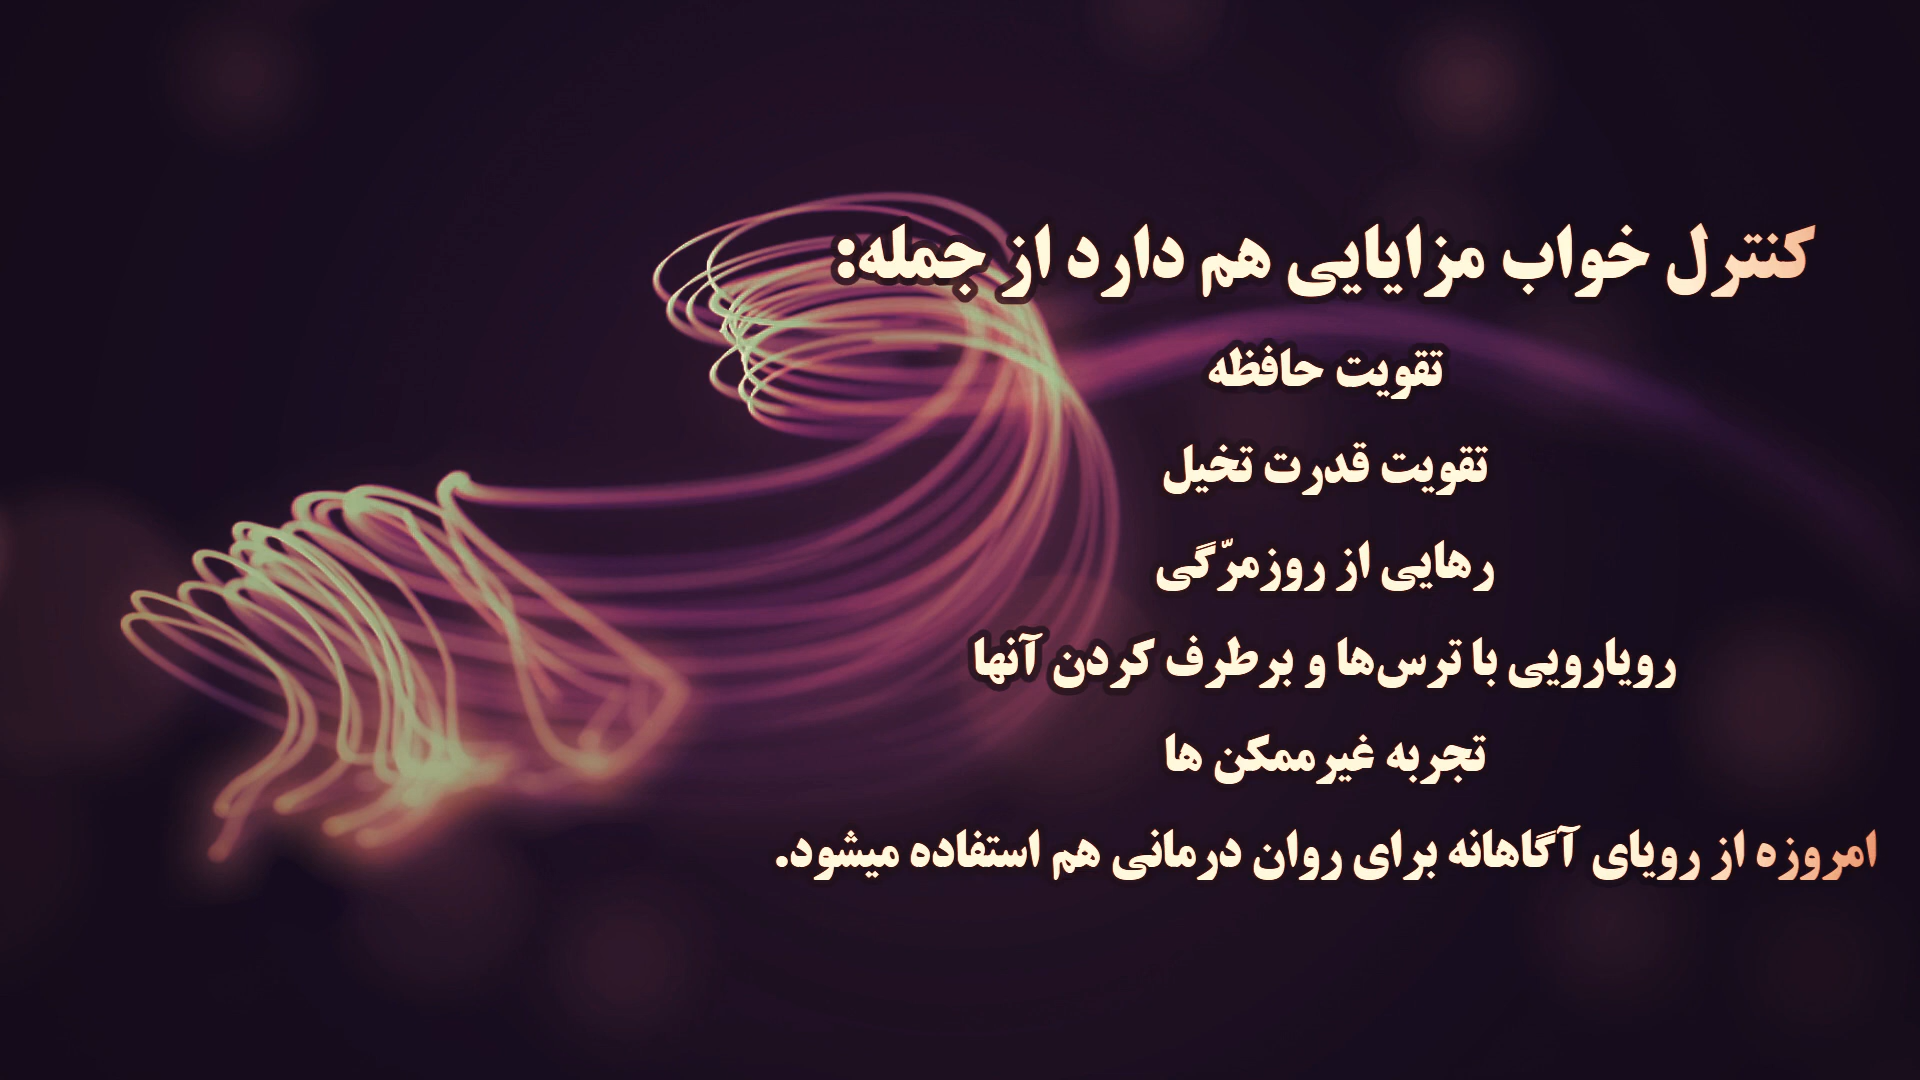 کنترل خواب مزایایی هم دارد از جمله:
تقویت حافظه
تقویت قدرت تخیل
رهایی از روزمرّگی
رویارویی با ترس‌ها و برطرف کردن آنها
تجربه غیرممکن ها
امروزه از رویای آگاهانه برای روان درمانی هم استفاده میشود.